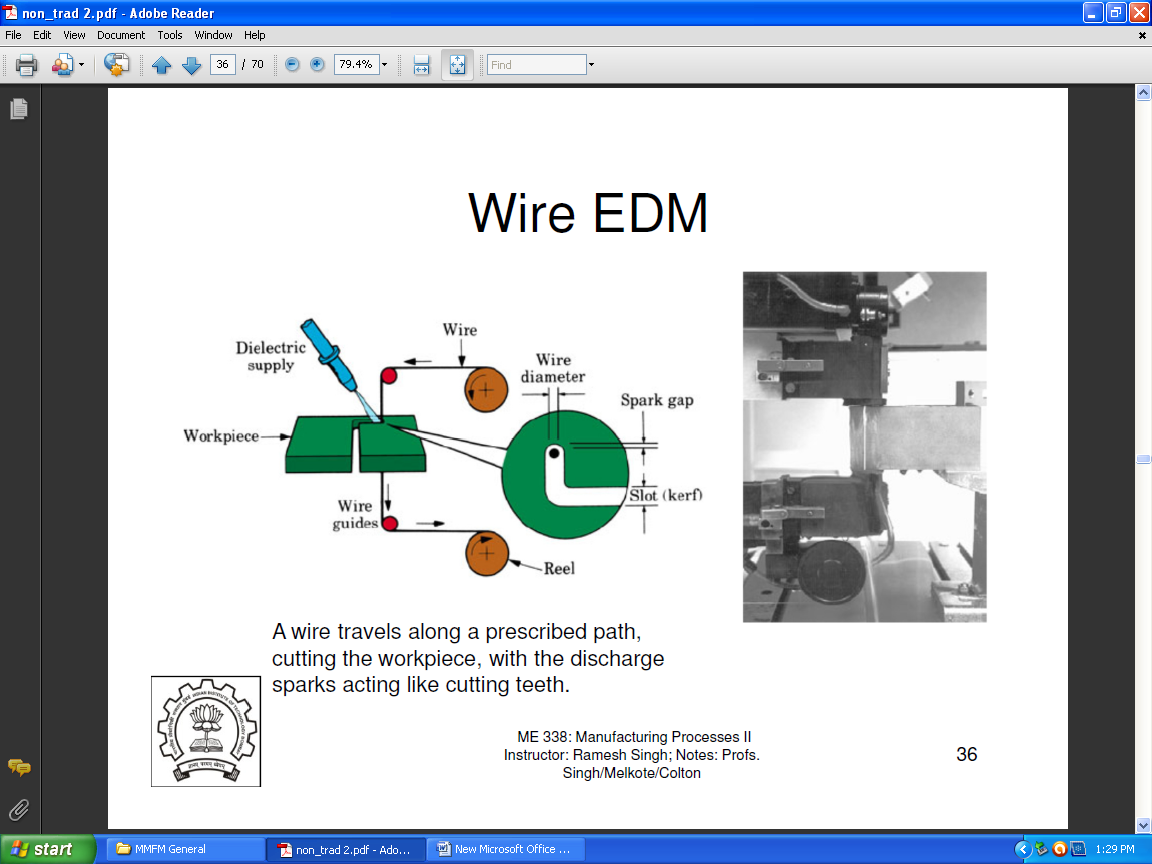 non_trad 2.pdf - Adobe Reader
File Edit View Document Tools Window Help
36 / 70 79.4% Find
Wire EDM
Wire
Dielectric
supply
Wire
diameter
Spark gap
Workpiece
Slot (kerf)
Wire
guides
Reel
A wire travels along a prescribed path,
cutting the workpiece, with the discharge
sparks acting like cutting teeth.
ME 338: Manufacturing Processes II
Instructor: Ramesh Singh; Notes: Profs.
Singh/Melkote/Colton
36
start MMFM General non_trad 2.pdf - Ado... New Microsoft Office ... 1:29 PM